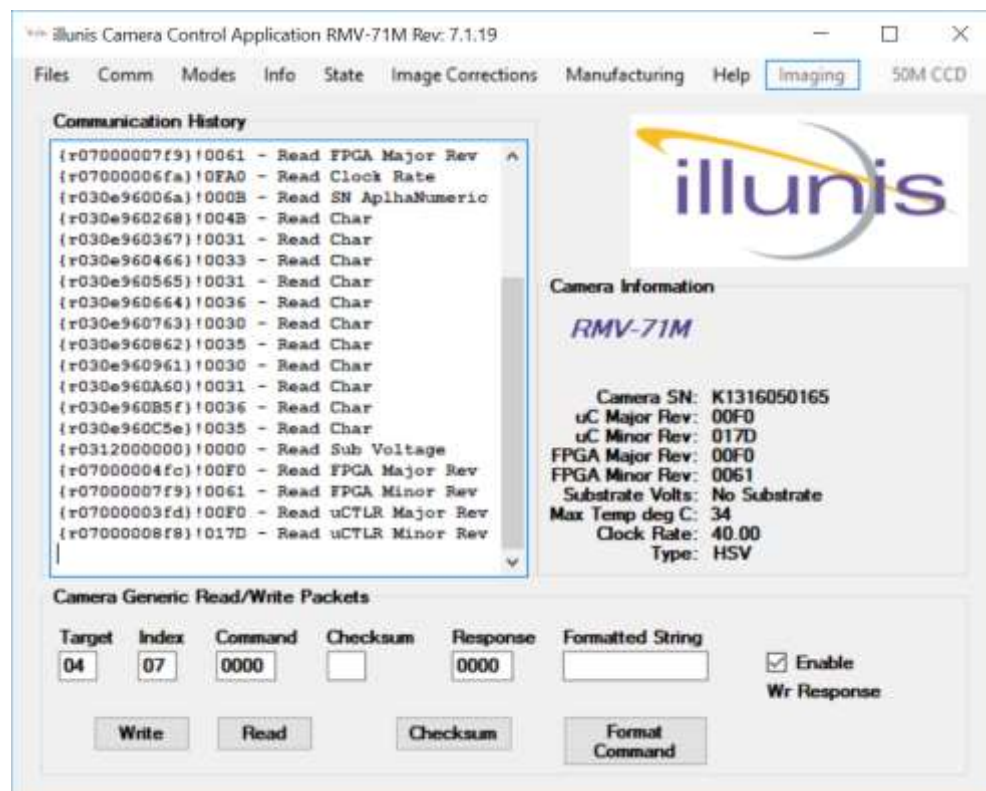 illunis Camera Control Application RMV-71M Rev: 7.1.19
Files Comm Modes Info State Image Corrections Manufacturing Help Imaging 50M CCD
Communication History
{r07000007f9}!0061 - Read FPGA Major Rev
{r07000006fa}!0FA0 - Read Clock Rate
{r030e96006a}!000B - Read SN AplhaNumeric
{r030e960268}!004B - Read Char
{r030e960367}!0031 - Read Char
{r030e960466}!0033 - Read Char
{r030e960565}!0031 - Read Char
{r030e960664}!0036 - Read Char
{r030e960763}!0030 - Read Char
{r030e960862}!0035 - Read Char
{r030e960961}!0030 - Read Char
{r030e960A60}!0031 - Read Char
{r030e960B5f}!0036 - Read Char
{r030e960C5e}!0035 - Read Char
{r0312000000}!0000 - Read Sub Voltage
{r07000004fc}!00F0 - Read FPGA Major Rev
{r07000007f9}!0061 - Read FPGA Minor Rev
{r07000003fd}!00F0 - Read uCTLR Major Rev
{r07000008f8}!017D - Read uCTLR Minor Rev
illunis
Camera Information
RMV-71M
Camera SN: K1316050165
uC Major Rev: 00F0
uC Minor Rev: 017D
FPGA Major Rev: 00F0
FPGA Minor Rev: 0061
Substrate Volts: No Substrate
Max Temp deg C: 34
Clock Rate: 40.00
Type: HSV
Camera Generic Read/Write Packets
Target Index Command Checksum Response Formatted String
04 07 0000 0000
Enable
Wr Response
Write Read Checksum Format
Command